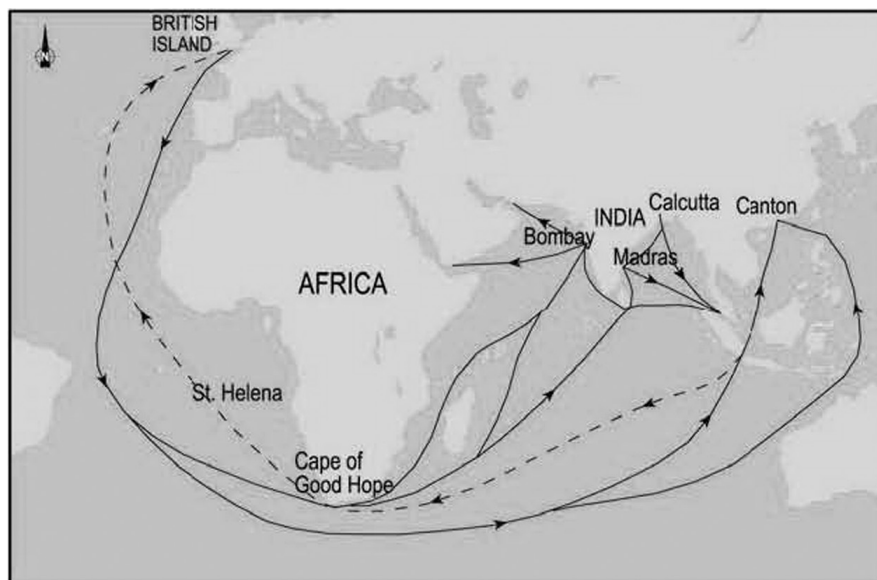 BRITISH
ISLAND
N
INDIA
Calcutta
Canton
Bombay
Madras
AFRICA
St. Helena
Cape of
Good Hope